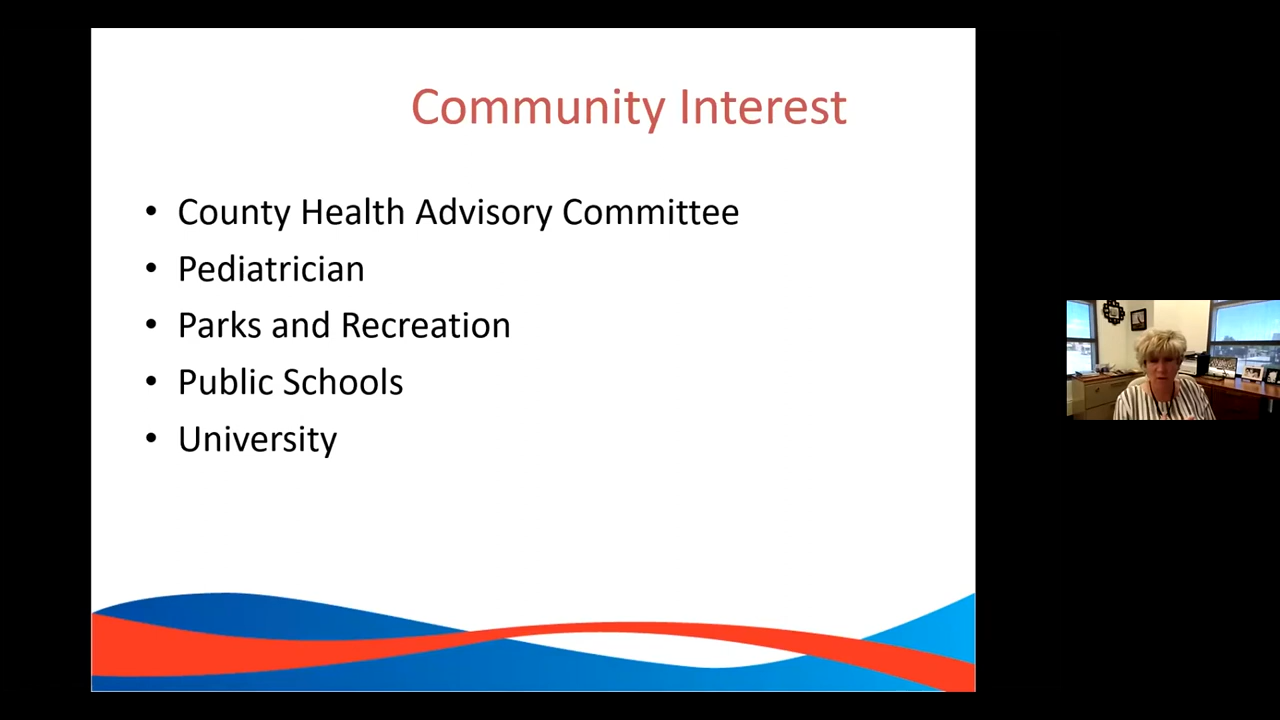 Community Interest
• County Health Advisory Committee
• Pediatrician
• Parks and Recreation
• Public Schools
• University